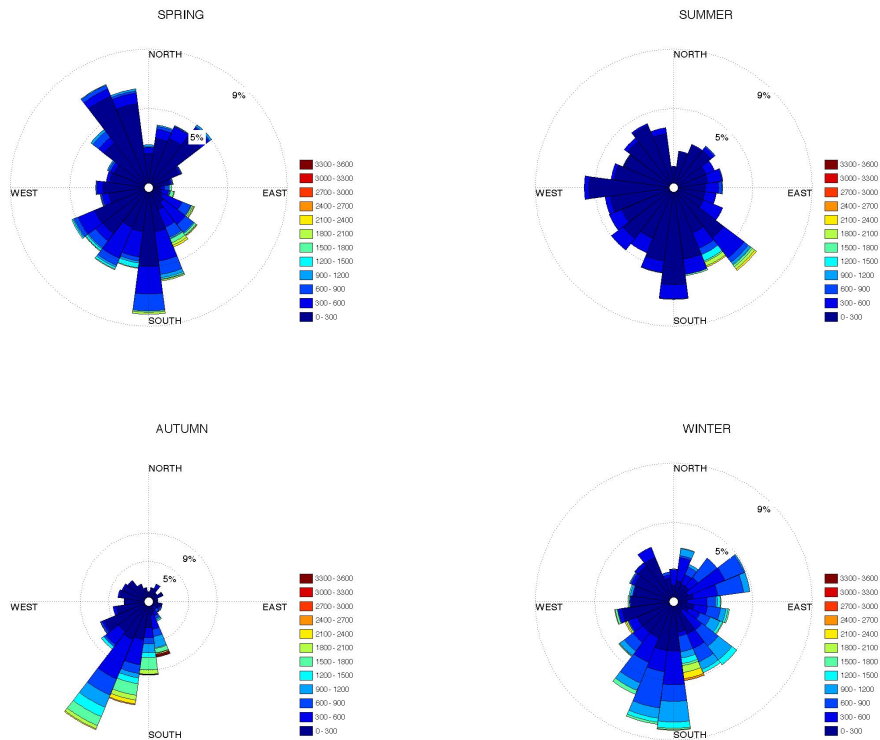 SPRING
NORTH
9%
5%
WEST
EAST
SOUTH
3300 - 3600
3000 - 3300
2700 - 3000
2400 - 2700
2100 - 2400
1800 - 2100
1500 - 1800
1200 - 1500
900 - 1200
600 - 900
300 - 600
0 - 300
SUMMER
NORTH
9%
5%
WEST
EAST
SOUTH
3300 - 3600
3000 - 3300
2700 - 3000
2400 - 2700
2100 - 2400
1800 - 2100
1500 - 1800
1200 - 1500
900 - 1200
600 - 900
300 - 600
0 - 300
AUTUMN
NORTH
9%
5%
WEST
EAST
SOUTH
3300 - 3600
3000 - 3300
2700 - 3000
2400 - 2700
2100 - 2400
1800 - 2100
1500 - 1800
1200 - 1500
900 - 1200
600 - 900
300 - 600
0 - 300
WINTER
NORTH
9%
5%
WEST
EAST
SOUTH
3300 - 3600
3000 - 3300
2700 - 3000
2400 - 2700
2100 - 2400
1800 - 2100
1500 - 1800
1200 - 1500
900 - 1200
600 - 900
300 - 600
0 - 300